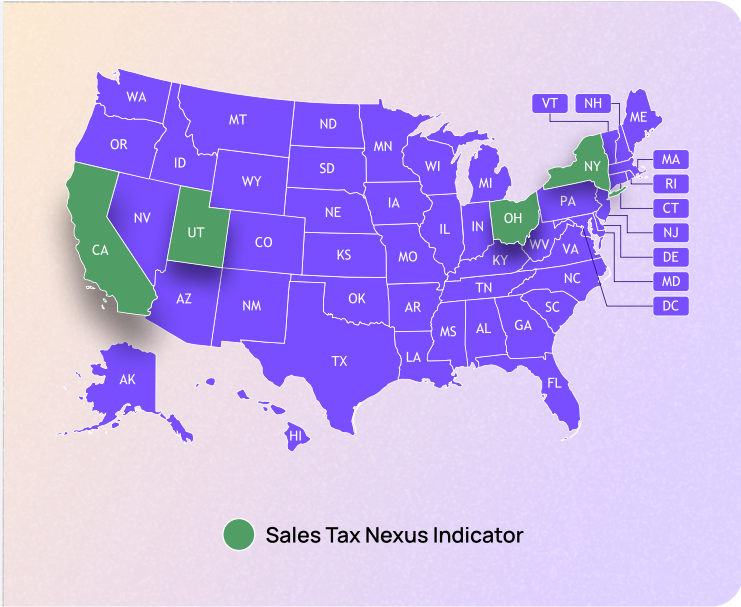 WA
OR
CA
NV
ID
MT
WY
UT
AZ
CO
NM
ND
SD
NE
KS
OK
TX
MN
IA
MO
AR
LA
WI
IL
MI
IN
OH
KY
TN
MS
AL
GA
FL
SC
NC
VA
WV
PA
NY
VT
NH
ME
MA
RI
CT
NJ
DE
MD
DC
AK
HI
Sales Tax Nexus Indicator